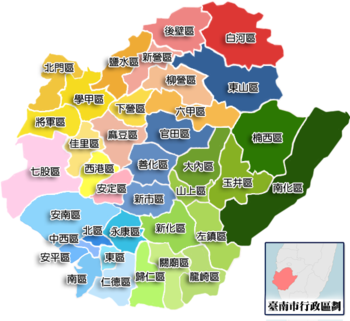 後壁區
白河區
鹽水區
新營區
北門區
柳營區
東山區
學甲區
下營區
六甲區
將軍區
麻豆區
官田區
楠西區
佳里區
七股區
西港區
善化區
大內區
玉井區
南化區
安定區
山上區
新市區
安南區
北區
永康區
新化區
左鎮區
中西區
安平區
東區
關廟區
南區
仁德區
歸仁區
龍崎區
臺南市行政區劃